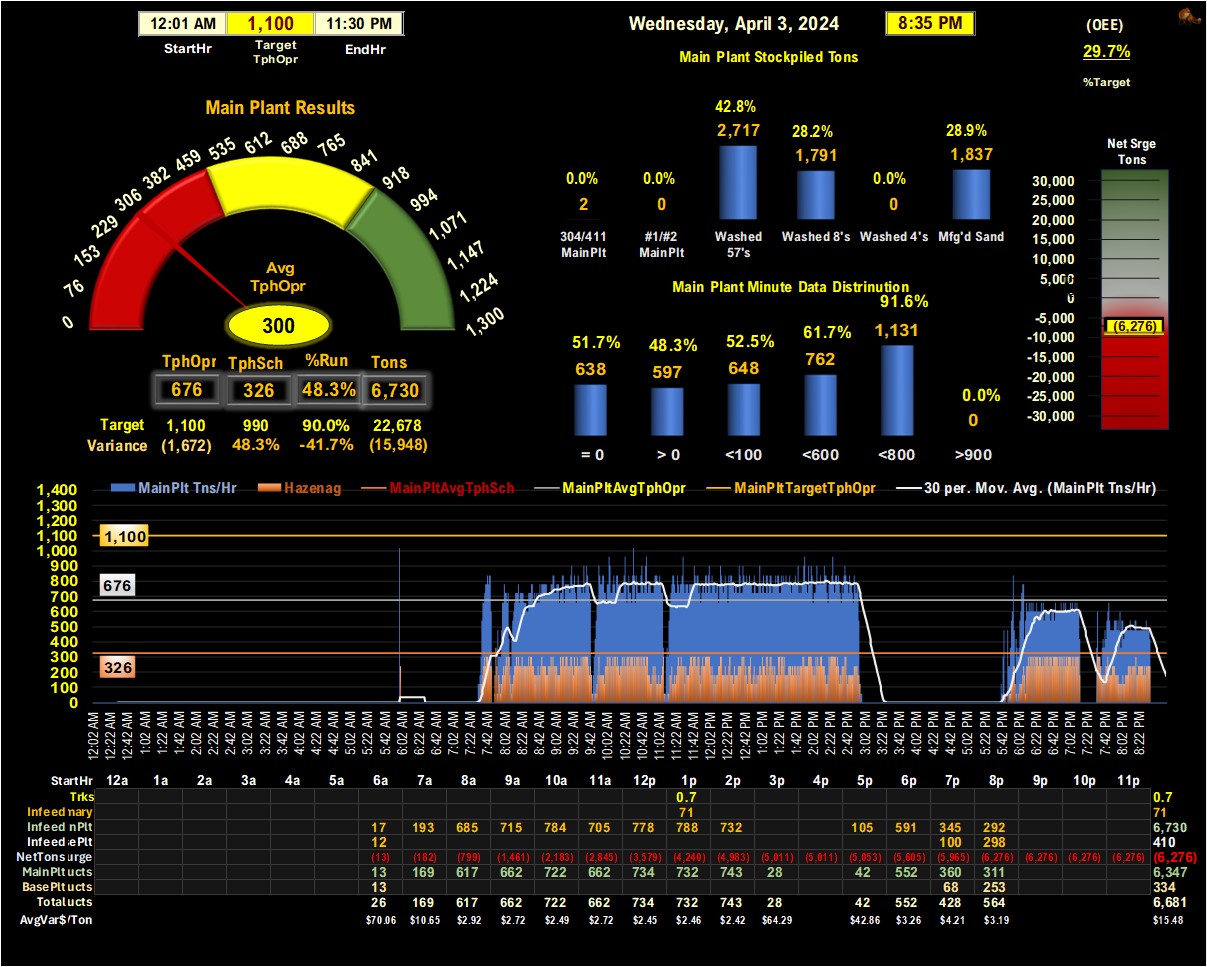 12:01 AM 1,100 11:30 PM
StartHr Target TphOpr EndHr
Wednesday, April 3, 2024 8:35 PM
(OEE)
29.7%
%Target
Main Plant Stockpiled Tons
42.8%
2,717
28.2%
1,791
28.9%
1,837
0.0% 0.0% 0.0%
2 0 0
304/411 MainPlt #1/#2 MainPlt Washed 57's Washed 8's Washed 4's Mfg'd Sand
Net Srge
Tons
30,000
25,000
20,000
15,000
10,000
5,000
0
-5,000
(6,276)
-10,000
-15,000
-20,000
-25,000
-30,000
Main Plant Results
0 76 153 229 306 382 459 535 612 688 765 841 918 994 1,071 1,147 1,224 1,300
Avg
TphOpr
300
TphOpr TphSch %Run Tons
676 326 48.3% 6,730
Target 1,100 990 90.0% 22,678
Variance (1,672) 48.3% -41.7% (15,948)
Main Plant Minute Data Distrinution
51.7% 48.3% 52.5% 61.7% 91.6% 0.0%
638 597 648 762 1,131 0
= 0 > 0 <100 <600 <800 >900
MainPlt Tns/Hr Hazenag MainPltAvgTphSch MainPltAvgTphOpr MainPltTargetTphOpr 30 per. Mov. Avg. (MainPlt Tns/Hr)
1,400
1,300
1,200
1,100
1,000
900
800
700
600
500
400
300
200
100
0
1,100
676
326
12:02 AM 12:22 AM 12:42 AM 1:02 AM 1:22 AM 1:42 AM 2:02 AM 2:22 AM 2:42 AM 3:02 AM 3:22 AM 3:42 AM 4:02 AM 4:22 AM 4:42 AM 5:02 AM 5:22 AM 5:42 AM 6:02 AM 6:22 AM 6:42 AM 7:02 AM 7:22 AM 7:42 AM 8:02 AM 8:22 AM 8:42 AM 9:02 AM 9:22 AM 9:42 AM 10:02 AM 10:22 AM 10:42 AM 11:02 AM 11:22 AM 11:42 AM 12:02 PM 12:22 PM 12:42 PM 1:02 PM 1:22 PM 1:42 PM 2:02 PM 2:22 PM 2:42 PM 3:02 PM 3:22 PM 3:42 PM 4:02 PM 4:22 PM 4:42 PM 5:02 PM 5:22 PM 5:42 PM 6:02 PM 6:22 PM 6:42 PM 7:02 PM 7:22 PM 7:42 PM 8:02 PM 8:22 PM
StartHr 12a 1a 2a 3a 4a 5a 6a 7a 8a 9a 10a 11a 12p 1p 2p 3p 4p 5p 6p 7p 8p 9p 10p 11p
Trks 0.7 0.7
Infeed mary 71 71
Infeed nPlt 17 193 685 715 784 705 778 788 732 105 591 345 292 6,730
Infeed ePlt 12 100 298 410
NetTonsurge (13) (182) (799) (1,461) (2,183) (2,845) (3,579) (4,240) (4,983) (5,011) (5,011) (5,053) (5,605) (5,965) (6,276) (6,276) (6,276) (6,276) (6,276)
MainPlt ucts 13 169 617 662 722 662 734 732 743 28 42 552 360 311 6,347
BasePlt ucts 13 68 253 334
Total ucts 26 169 617 662 722 662 734 732 743 28 42 552 428 564 6,681
AvgVar$/Ton $70.06 $10.65 $2.92 $2.72 $2.49 $2.72 $2.45 $2.46 $2.42 $64.29 $42.86 $3.26 $4.21 $3.19 $15.48